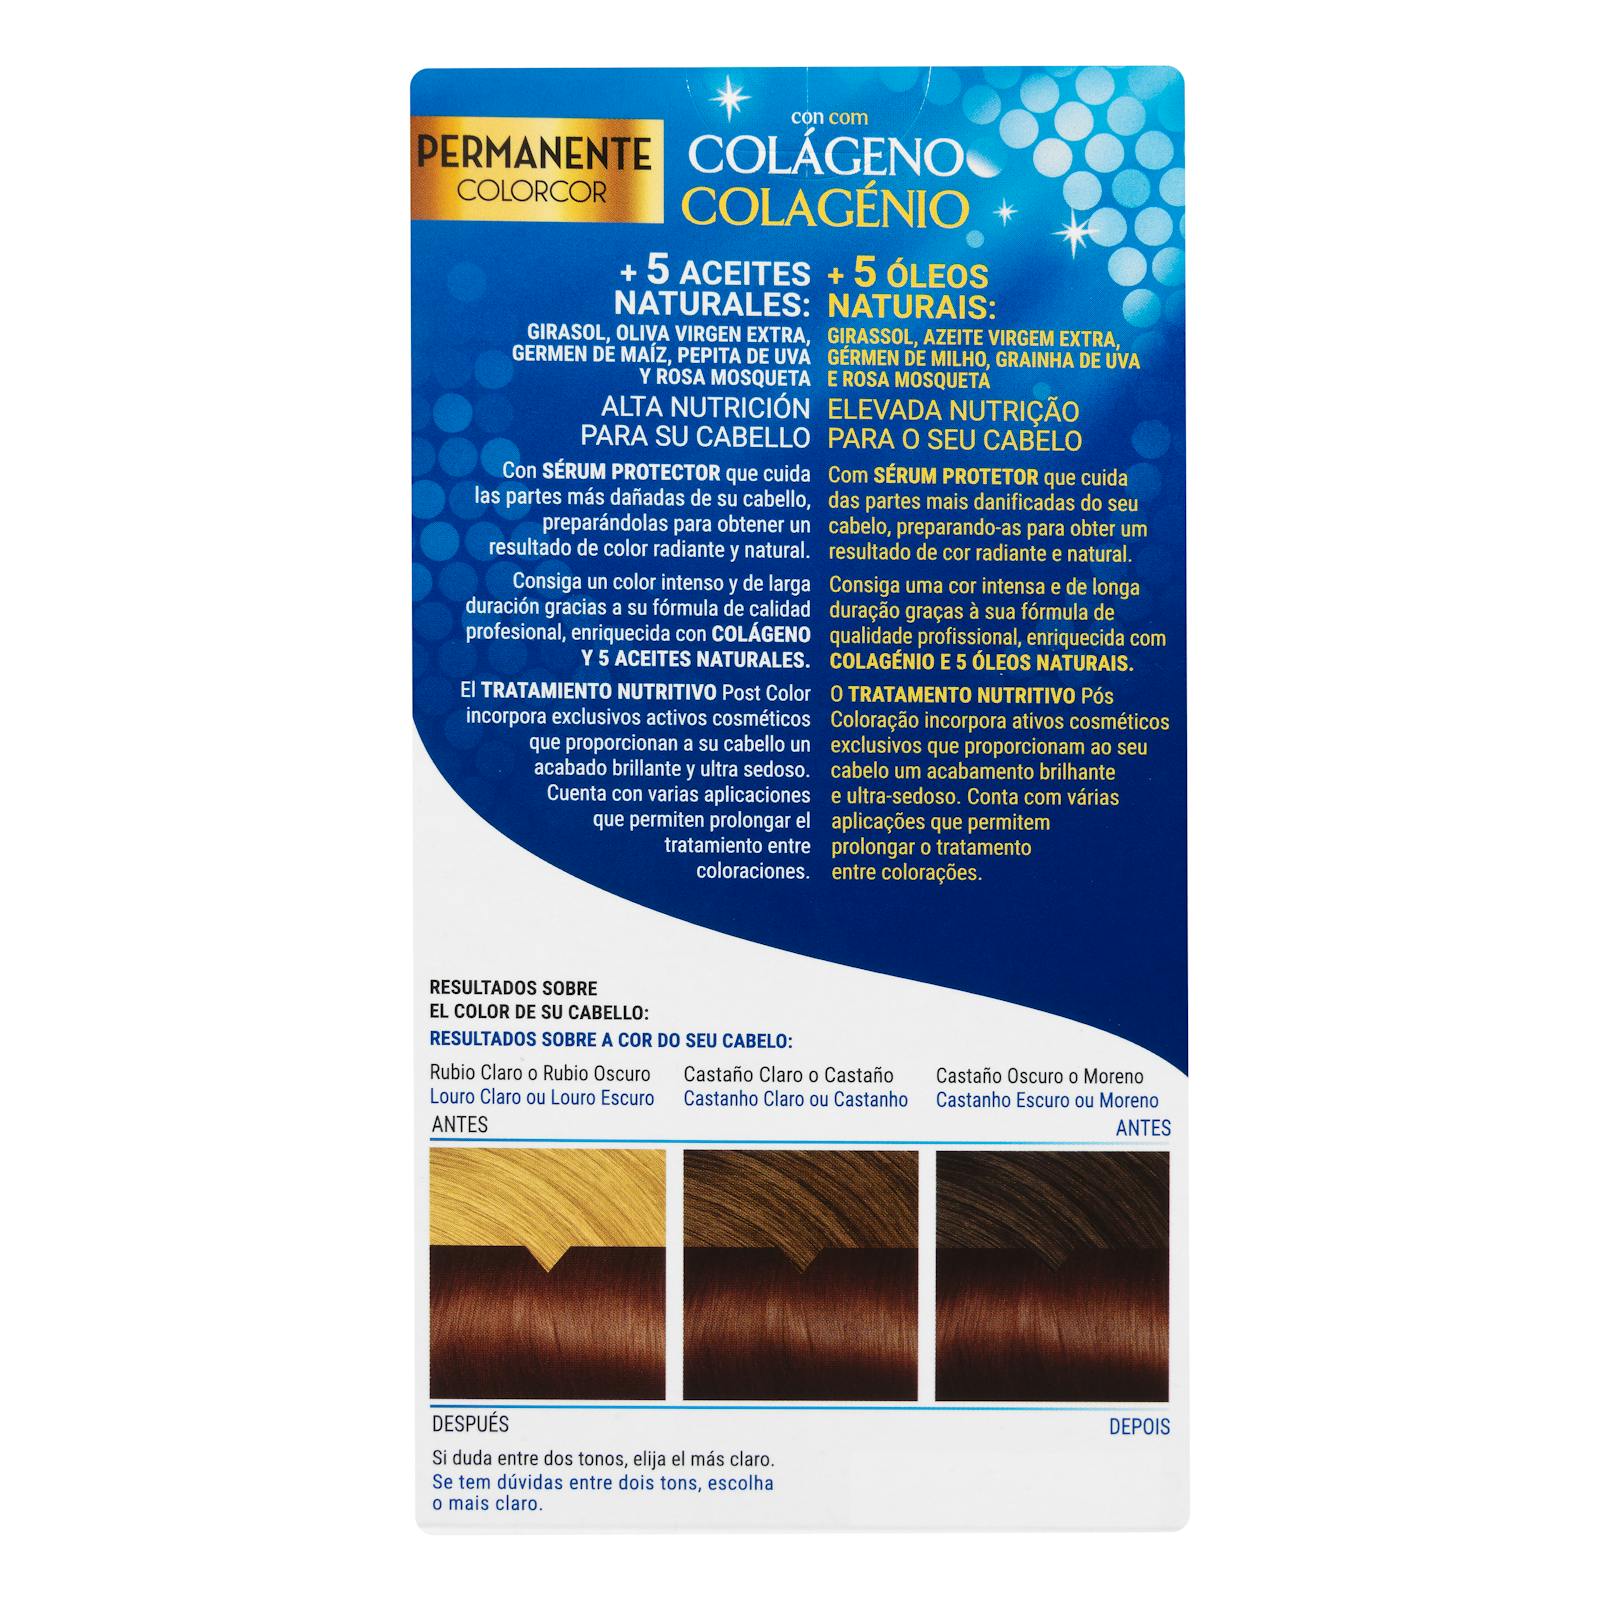 PERMANENTE
COLORCOR
con com
COLÁGENO
COLAGÉNIO
+ 5 ACEITES
NATURALES:
GIRASOL, OLIVA VIRGEN EXTRA,
GERMEN DE MAÍZ, PEPITA DE UVA
Y ROSA MOSQUETA
ALTA NUTRICIÓN
PARA SU CABELLO
Con SÉRUM PROTECTOR que cuida
las partes más dañadas de su cabello,
preparándolas para obtener un
resultado de color radiante y natural.
Consiga un color intenso y de larga
duración gracias a su fórmula de calidad
profesional, enriquecida con COLÁGENO
Y 5 ACEITES NATURALES.
El TRATAMIENTO NUTRITIVO Post Color
incorpora exclusivos activos cosméticos
que proporcionan a su cabello un
acabado brillante y ultra sedoso.
Cuenta con varias aplicaciones
que permiten prolongar el
tratamiento entre
coloraciones.
+ 5 ÓLEOS
NATURAIS:
GIRASSOL, AZEITE VIRGEM EXTRA,
GÉRMEN DE MILHO, GRAINHA DE UVA
E ROSA MOSQUETA
ELEVADA NUTRIÇÃO
PARA O SEU CABELO
Com SÉRUM PROTETOR que cuida
das partes mais danificadas do seu
cabelo, preparando-as para obter um
resultado de cor radiante e natural.
Consiga uma cor intensa e de longa
duração graças à sua fórmula de
qualidade profissional, enriquecida com
COLAGÉNIO E 5 ÓLEOS NATURAIS.
O TRATAMENTO NUTRITIVO Pós
Coloração incorpora ativos cosméticos
exclusivos que proporcionam ao seu
cabelo um acabamento brilhante
e ultra-sedoso. Conta com várias
aplicações que permitem
prolongar o tratamento
entre colorações.
RESULTADOS SOBRE
EL COLOR DE SU CABELLO:
RESULTADOS SOBRE A COR DO SEU CABELO:
Rubio Claro o Rubio Oscuro
Louro Claro ou Louro Escuro
Castaño Claro o Castaño
Castanho Claro ou Castanho
Castaño Oscuro o Moreno
Castanho Escuro ou Moreno
ANTES
ANTES
DESPUÉS
DEPOIS
Si duda entre dos tonos, elija el más claro.
Se tem dúvidas entre dois tons, escolha
o mais claro.